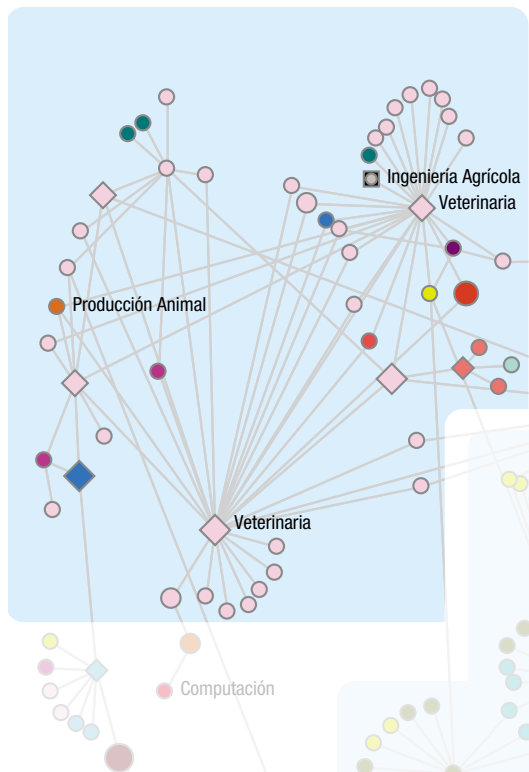 Ingeniería Agrícola
Veterinaria
Producción Animal
Veterinaria
Computación